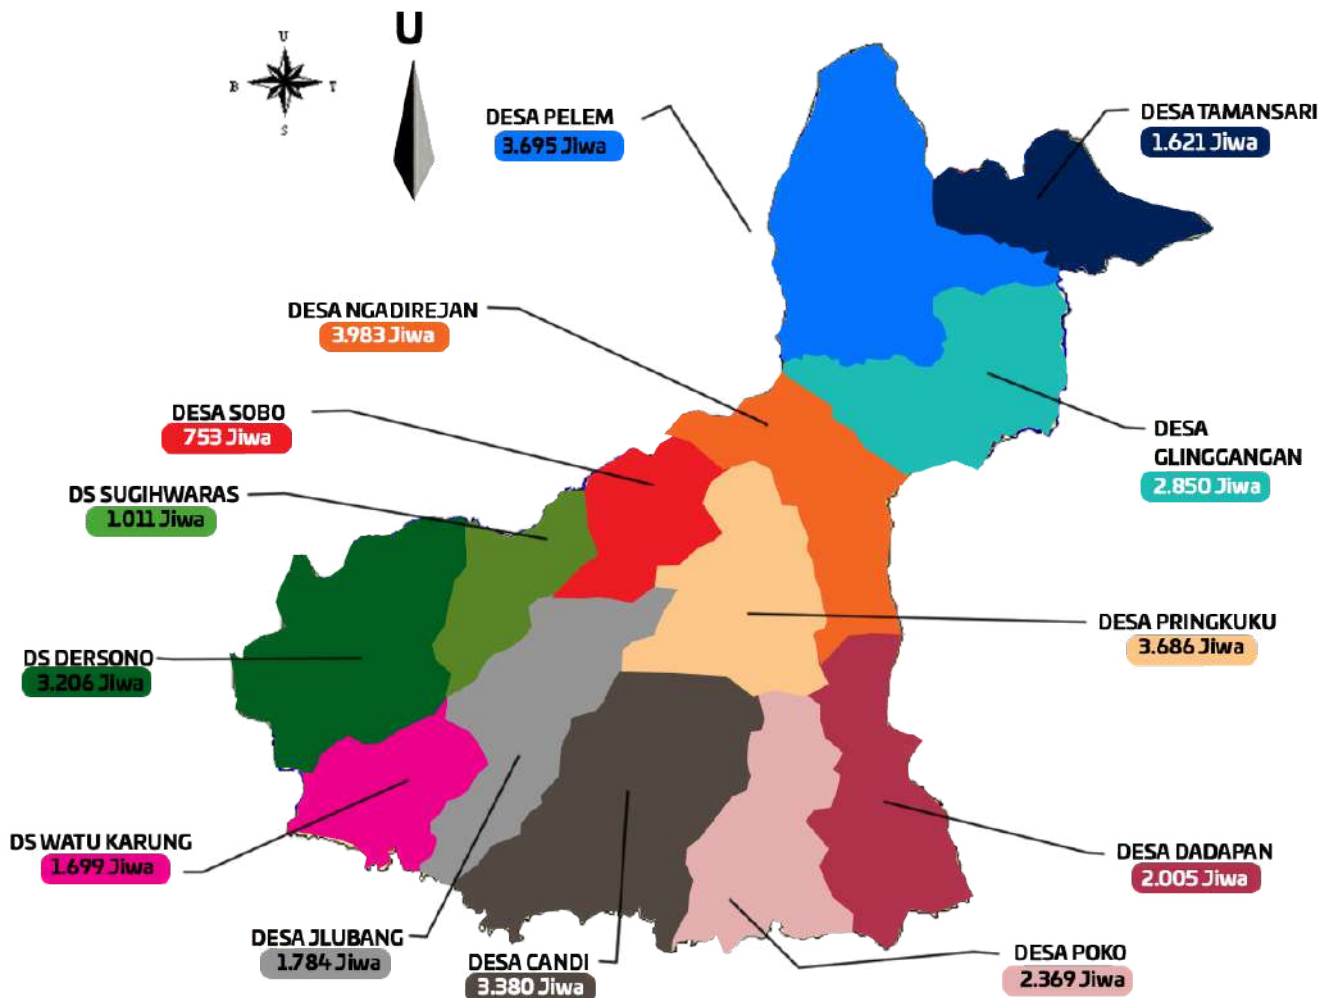 U
U
B T
S
DESA PELEM
3.695 Jiwa
DESA TAMANSARI
1.621 Jiwa
DESA NGADIREJAN
3.983 Jiwa
DESA SOBO
753 Jiwa
DESA
GLINGGANGAN
2.850 Jiwa
DS SUGIHWARAS
1.011 Jiwa
DESA PRINGKUKU
3.686 Jiwa
DS DERSONO
3.206 Jiwa
DS WATU KARUNG
1.699 Jiwa
DESA DADAPAN
2.005 Jiwa
DESA JLUBANG
1.784 Jiwa
DESA CANDI
3.380 Jiwa
DESA POKO
2.369 Jiwa